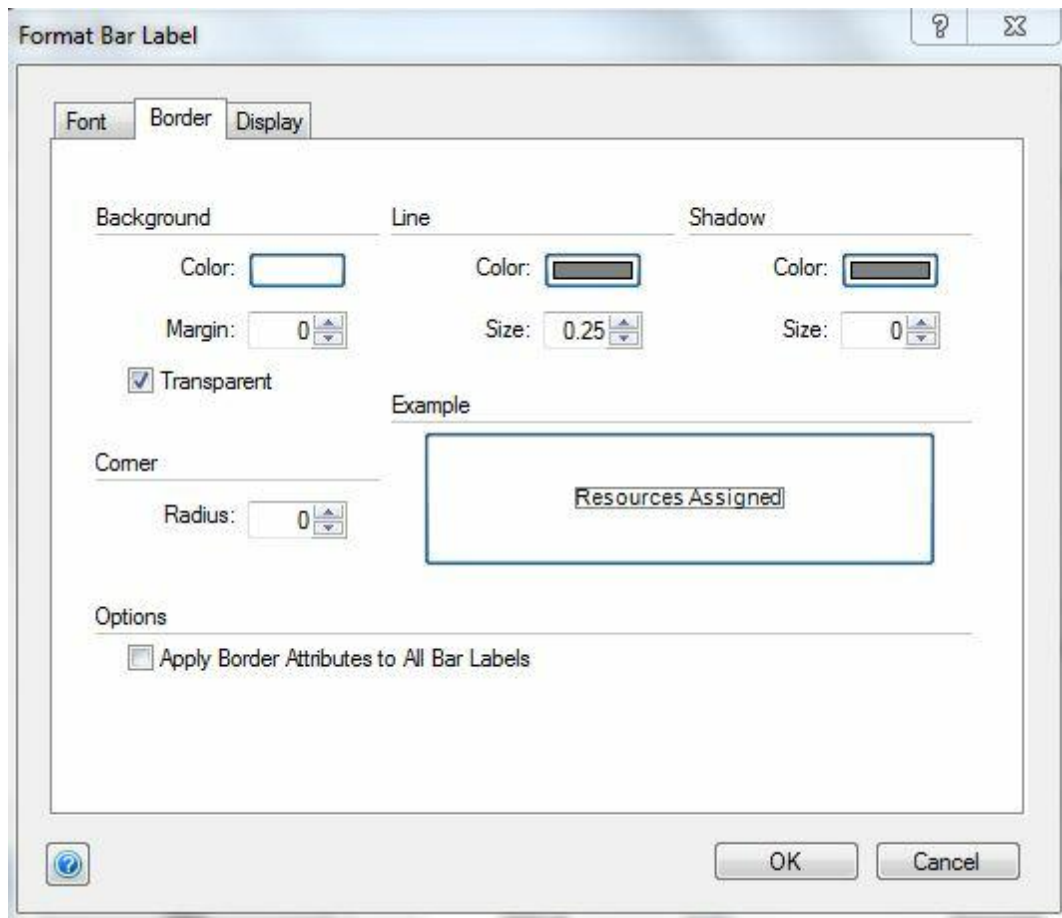 Format Bar Label
Font Border Display
Background Line Shadow
Color: Color: Color:
Margin: 0 Size: 0.25 Size: 0
Transparent
Example
Corner
Resources Assigned
Radius: 0
Options
Apply Border Attributes to All Bar Labels
? OK Cancel